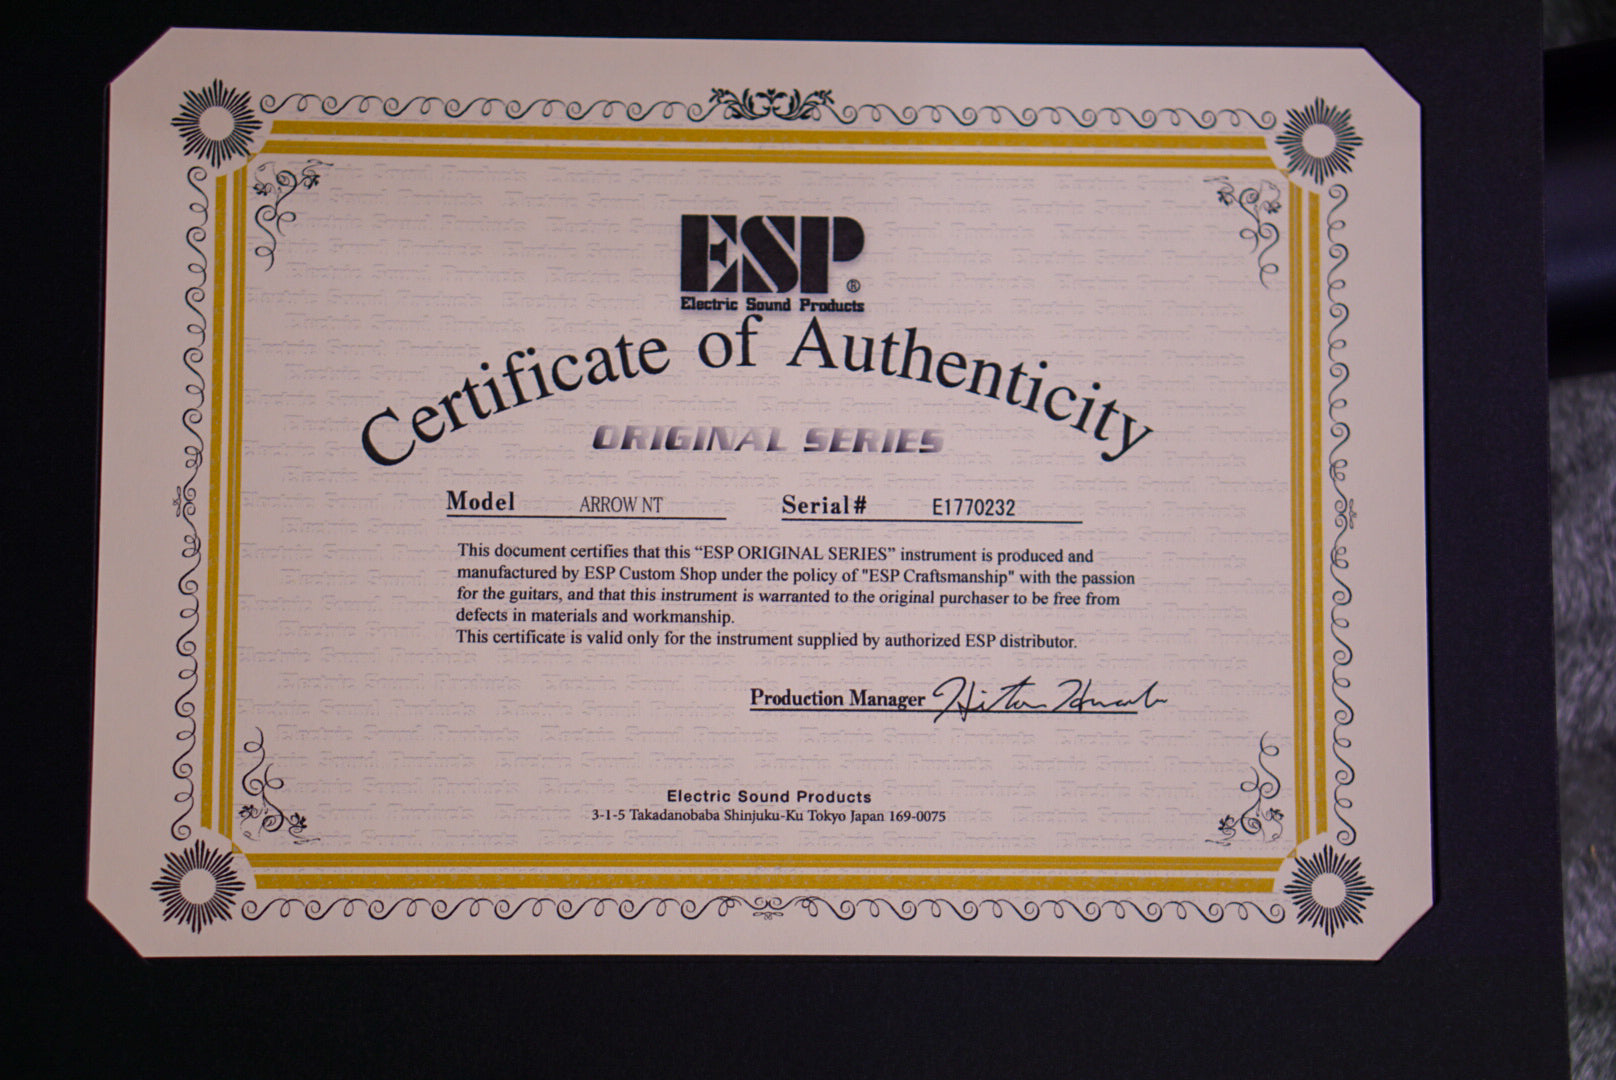 ESP®
Electric Sound Products
Certificate of Authenticity
ORIGINAL SERIES
Model ARROW NT Serial# E1770232
This document certifies that this “ESP ORIGINAL SERIES” instrument is produced and
manufactured by ESP Custom Shop under the policy of "ESP Craftsmanship" with the passion
for the guitars, and that this instrument is warranted to the original purchaser to be free from
defects in materials and workmanship.
This certificate is valid only for the instrument supplied by authorized ESP distributor.
Production Manager
Electric Sound Products
3-1-5 Takadanobaba Shinjuku-Ku Tokyo Japan 169-0075